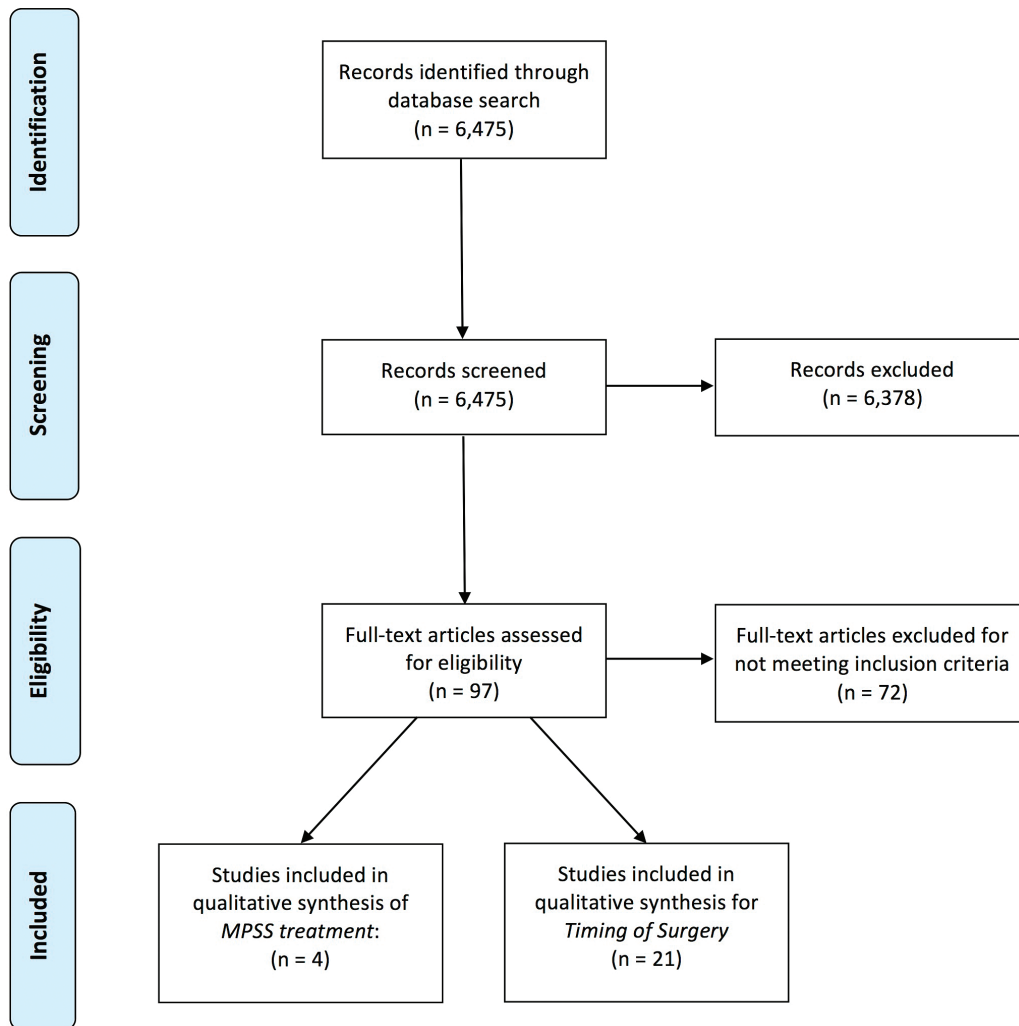 Identification
Records identified through
database search
(n = 6,475)
Screening
Records screened
(n = 6,475)
Records excluded
(n = 6,378)
Eligibility
Full-text articles assessed
for eligibility
(n = 97)
Full-text articles excluded for
not meeting inclusion criteria
(n = 72)
Included
Studies included in
qualitative synthesis of
MPSS treatment:
(n = 4)
Studies included in
qualitative synthesis for
Timing of Surgery
(n = 21)